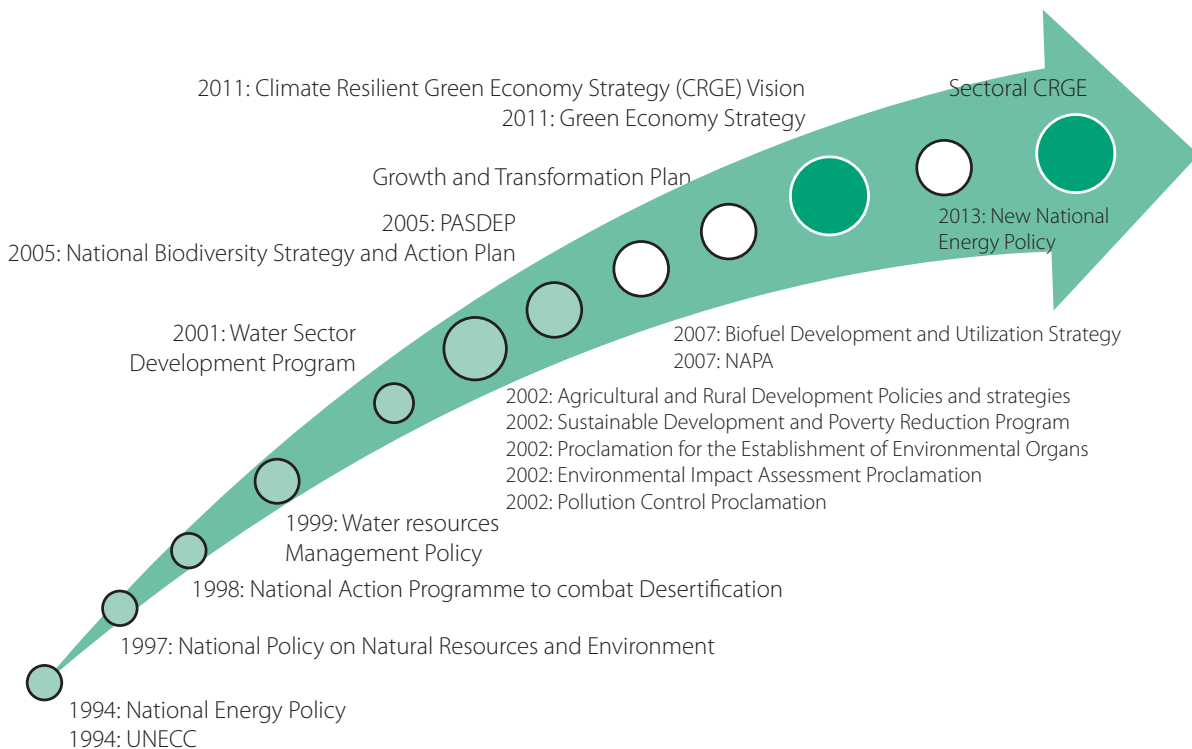 2011: Climate Resilient Green Economy Strategy (CRGE) Vision
2011: Green Economy Strategy
Sectoral CRGE
Growth and Transformation Plan
2005: PASDEP
2005: National Biodiversity Strategy and Action Plan
2013: New National
Energy Policy
2001: Water Sector
Development Program
2007: Biofuel Development and Utilization Strategy
2007: NAPA
2002: Agricultural and Rural Development Policies and strategies
2002: Sustainable Development and Poverty Reduction Program
2002: Proclamation for the Establishment of Environmental Organs
2002: Environmental Impact Assessment Proclamation
2002: Pollution Control Proclamation
1999: Water resources
Management Policy
1998: National Action Programme to combat Desertification
1997: National Policy on Natural Resources and Environment
1994: National Energy Policy
1994: UNECC